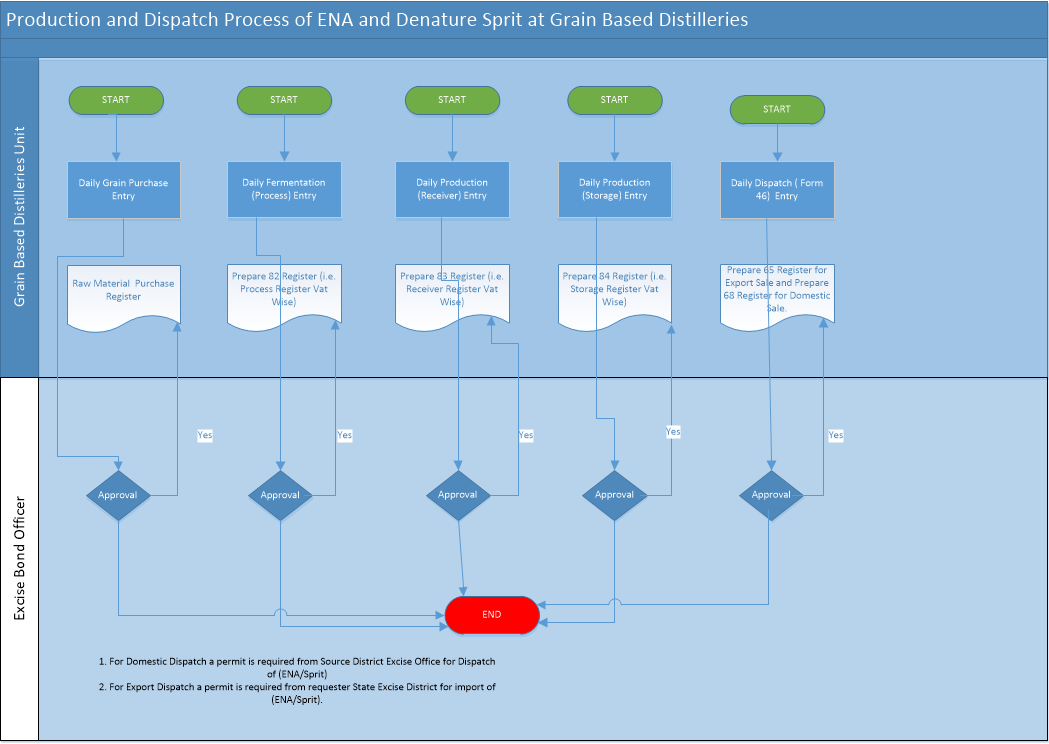 Production and Dispatch Process of ENA and Denature Sprit at Grain Based Distilleries
Grain Based Distilleries Unit
START
START
START
START
START
Daily Grain Purchase
Entry
Daily Fermentation
(Process) Entry
Daily Production
(Receiver) Entry
Daily Production
(Storage) Entry
Daily Dispatch ( Form
46)  Entry
Raw Material  Purchase
Register
Prepare 82 Register (i.e.
Process Register Vat
Wise)
Prepare 83 Register (i.e.
Receiver Register Vat
Wise)
Prepare 84 Register (i.e.
Storage Register Vat
Wise)
Prepare 65 Register for
Export Sale and Prepare
68 Register for Domestic
Sale.
Excise Bond Officer
Yes
Yes
Yes
Yes
Yes
Approval
Approval
Approval
Approval
Approval
END
1. For Domestic Dispatch a permit is required from Source District Excise Office for Dispatch
of (ENA/Sprit)
2. For Export Dispatch a permit is required from requester State Excise District for import of
(ENA/Sprit).